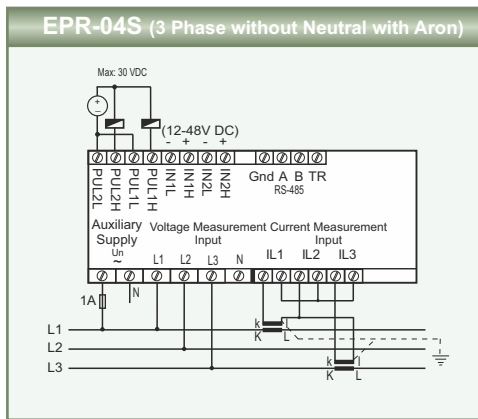 EPR-04S (3 Phase without Neutral with Aron)
Max: 30 VDC
+
−
(12-48V DC)
- + - +
PUL2L PUL2H PUL1L PUL1H IN1L IN1H IN2L IN2H
Gnd A B TR
RS-485
Auxiliary Supply
Un
~
Voltage Measurement Input
Current Measurement Input
L1 L2 L3 N
IL1 IL2 IL3
1A
N
L1
k l
K L
L2
L3
k l
K L